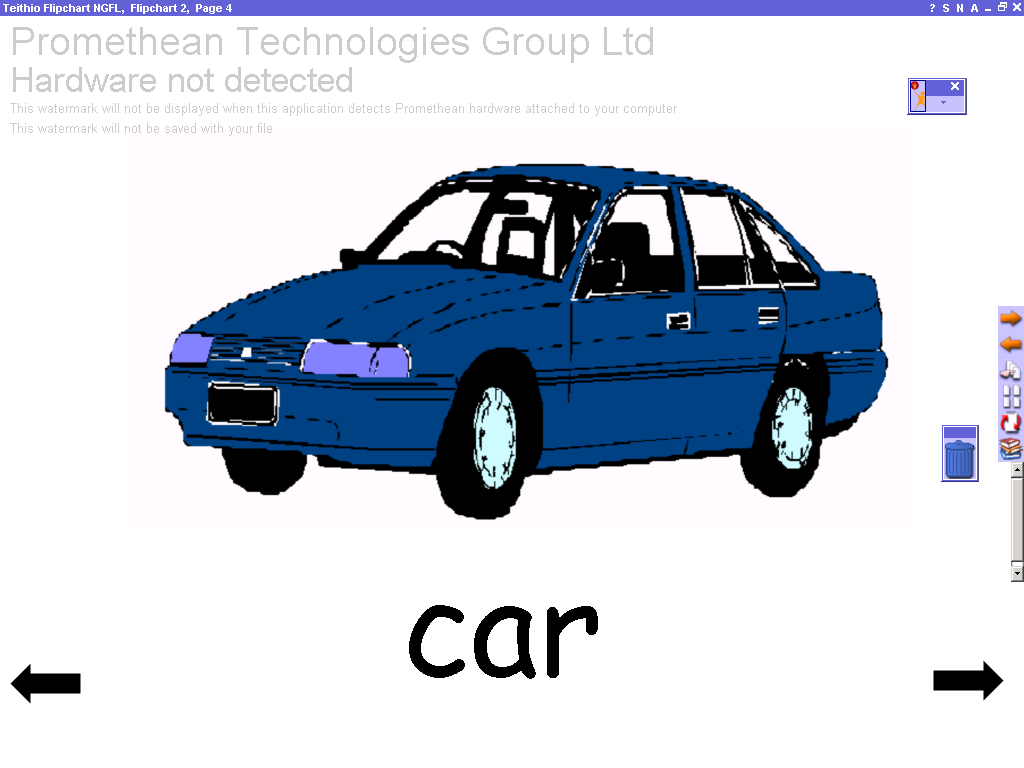 Teithio Flipchart NGFL,  Flipchart 2,  Page 4
? S N A
Promethean Technologies Group Ltd
Hardware not detected
This watermark will not be displayed when this application detects Promethean hardware attached to your computer
This watermark will not be saved with your file
car